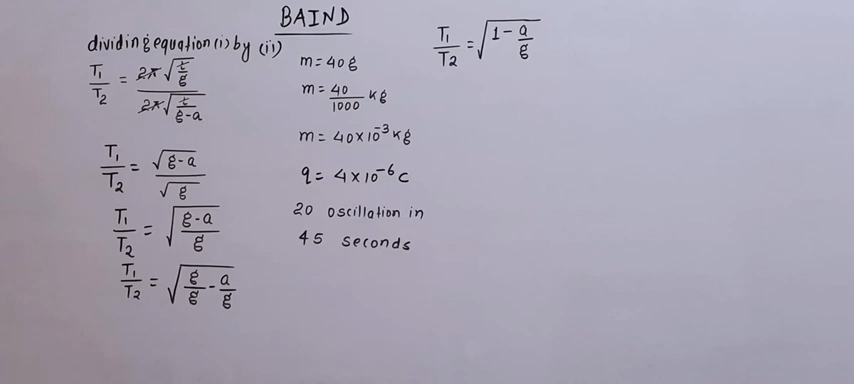 BAIND
dividing equation (i) by (ii)
T₁/T₂ = 2π√(ℓ/g) / 2π√(ℓ/g-a)
T₁/T₂ = √(g-a) / √g
T₁/T₂ = √((g-a)/g)
T₁/T₂ = √(g/g - a/g)
m = 40g
m = 40/1000 kg
m = 40×10⁻³ kg
q = 4×10⁻⁶ C
20 oscillation in
45 seconds
T₁/T₂ = √(1 - a/g)